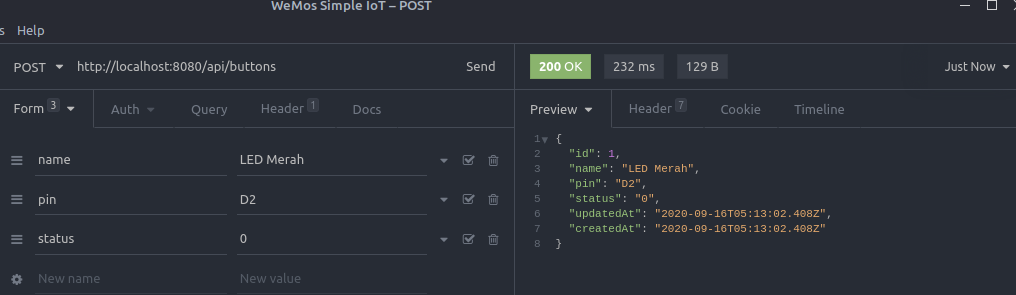 WeMos Simple IoT – POST
s Help
POST http://localhost:8080/api/buttons Send
200 OK 232 ms 129 B Just Now
Form 3 Auth Query Header 1 Docs
Preview Header 7 Cookie Timeline
name LED Merah
pin D2
status 0
New name New value
1 {
2 "id": 1,
3 "name": "LED Merah",
4 "pin": "D2",
5 "status": "0",
6 "updatedAt": "2020-09-16T05:13:02.408Z",
7 "createdAt": "2020-09-16T05:13:02.408Z"
8 }